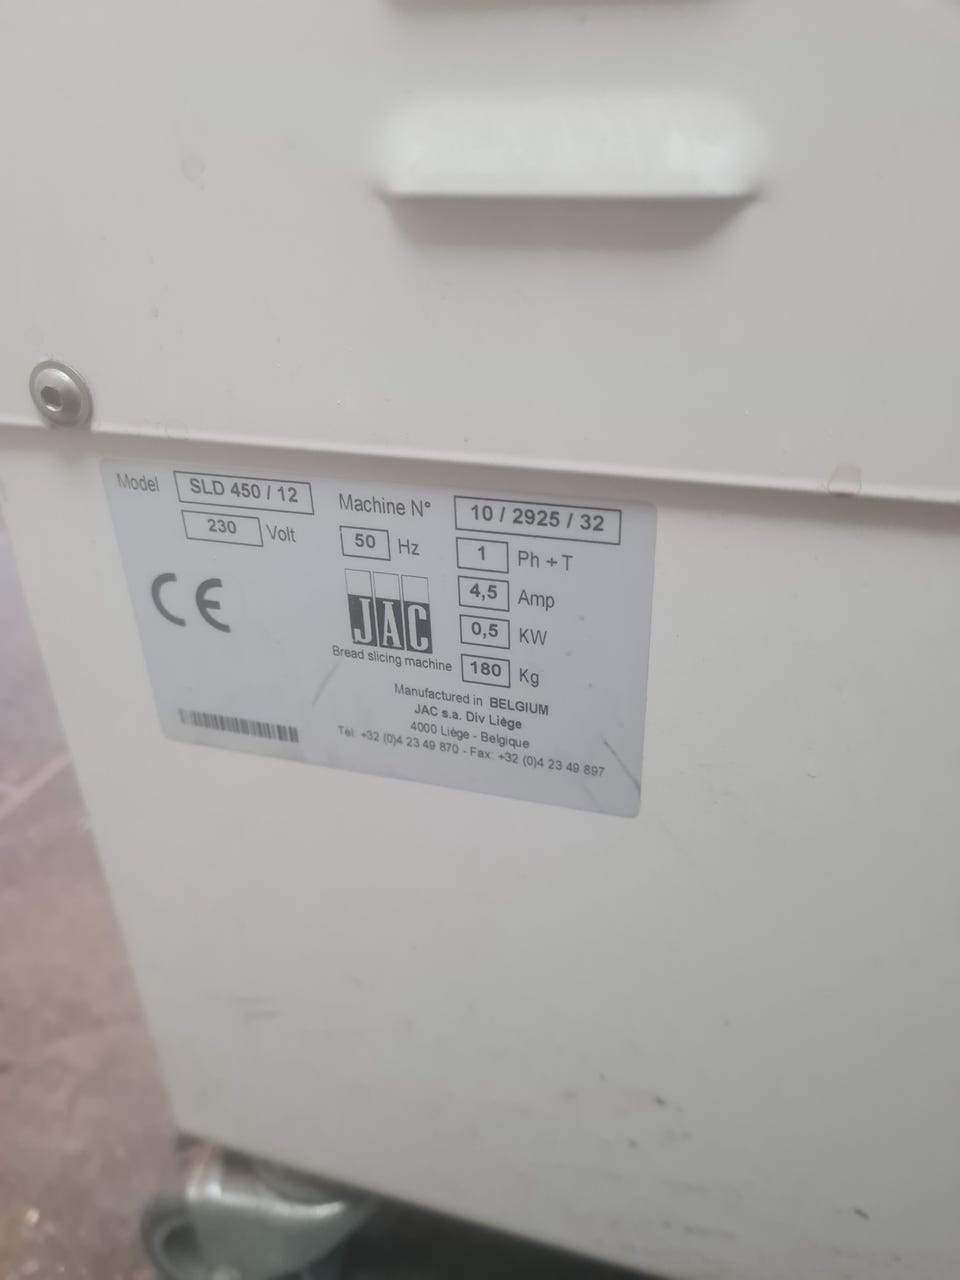 Model SLD 450 / 12 Machine N° 10 / 2925 / 32
230 Volt 50 Hz 1 Ph + T
4,5 Amp
0,5 KW
180 Kg
CE
JAC
Bread slicing machine
Manufactured in BELGIUM
JAC s.a. Div Liège
4000 Liège - Belgique
Tél: +32 (0)4 23 49 870 - Fax: +32 (0)4 23 49 897